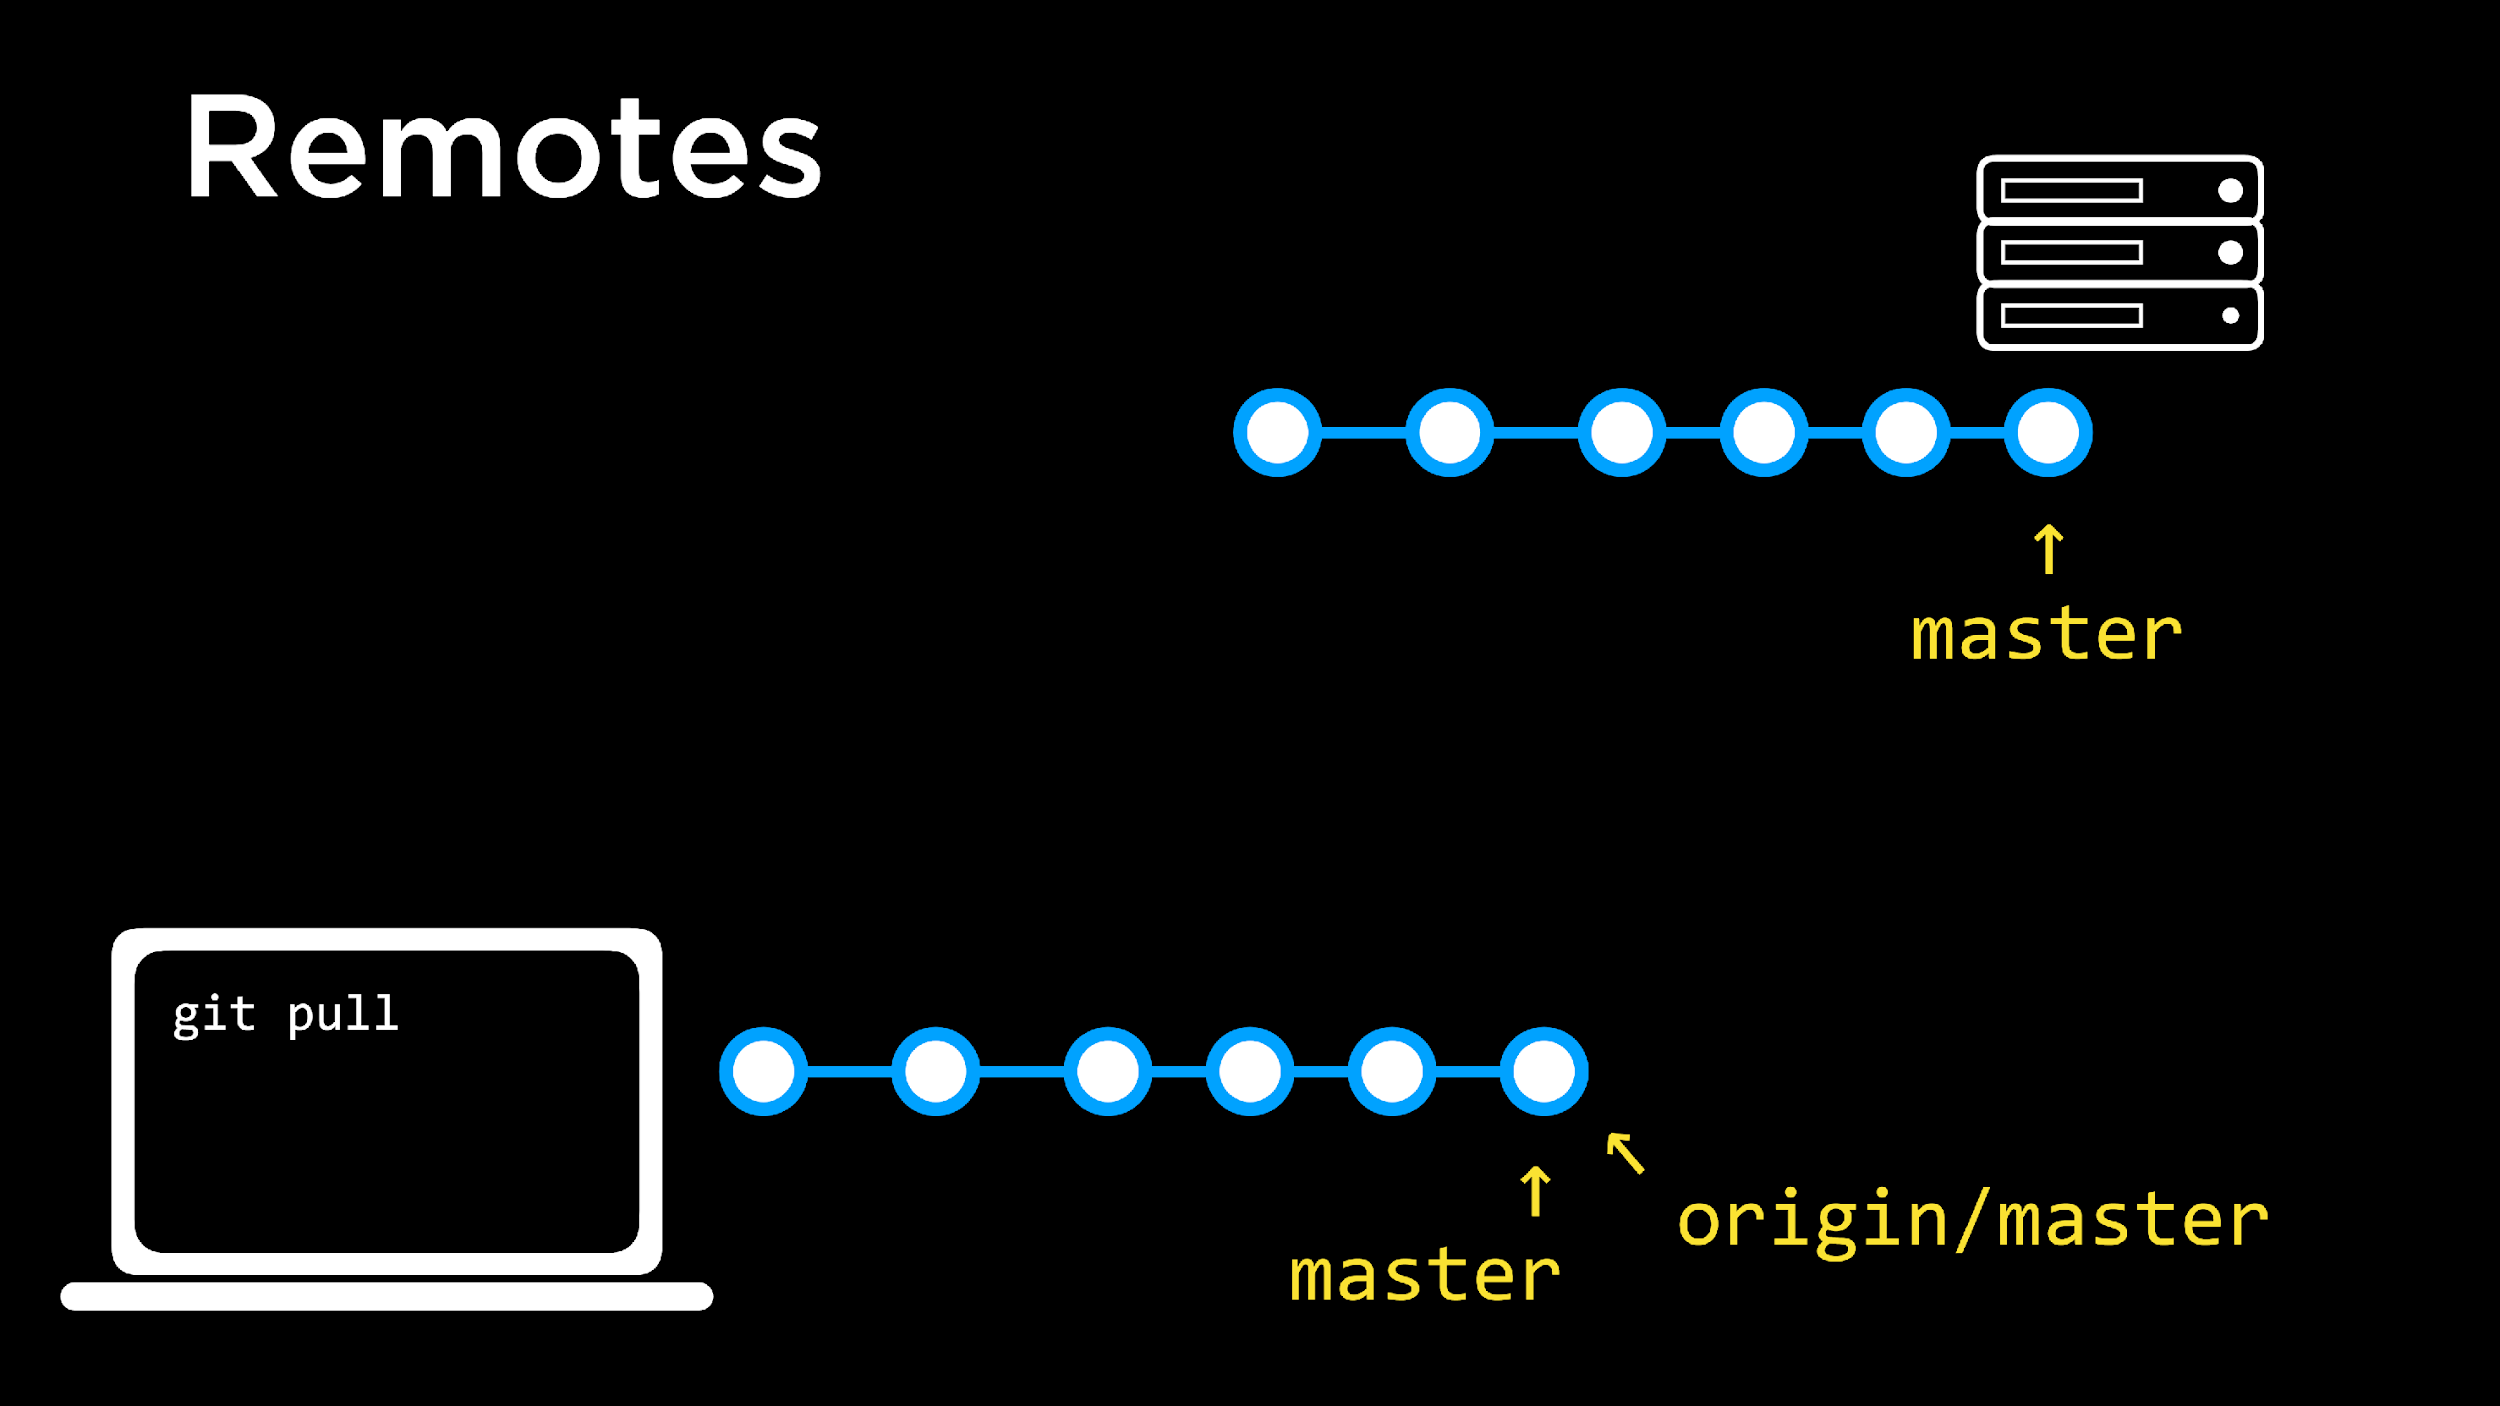 Remotes
master
git pull
origin/master
master